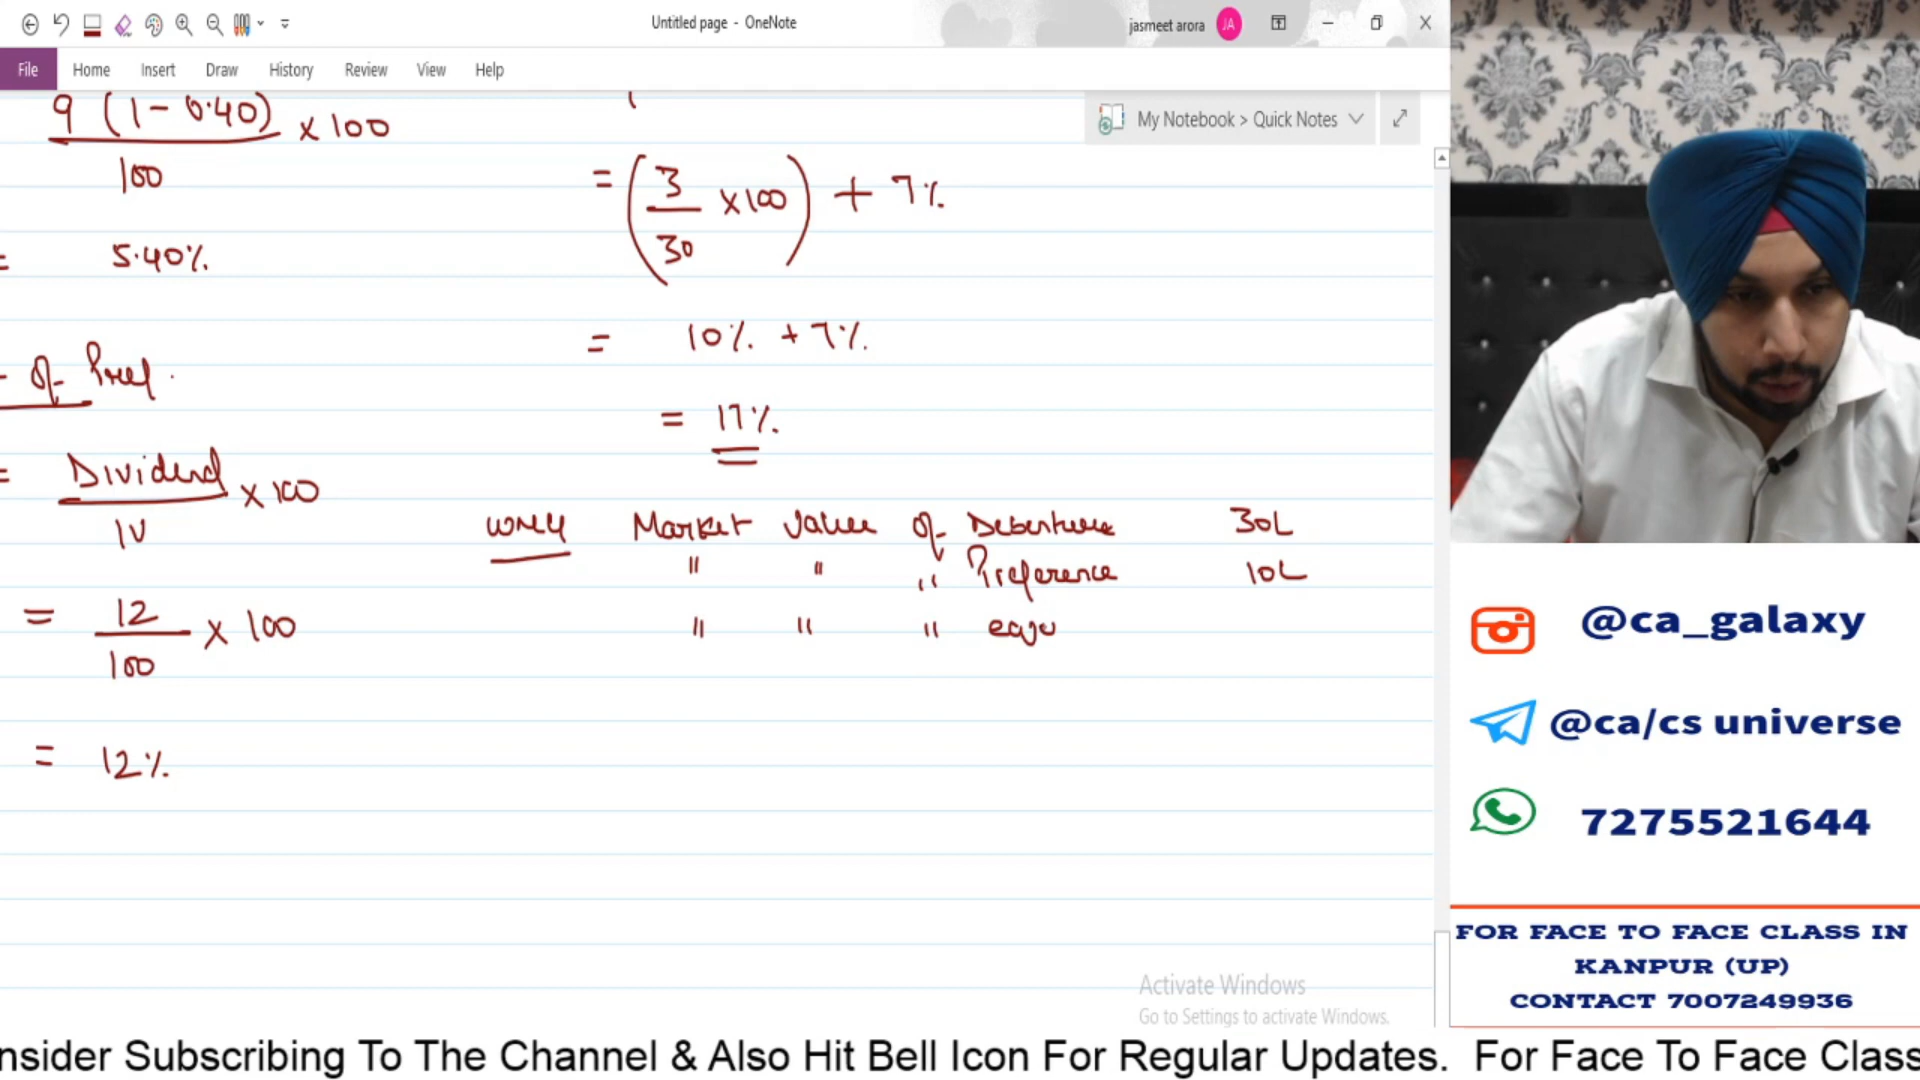 Untitled page - OneNote
jasmeet arora
JA
File Home Insert Draw History Review View Help
My Notebook > Quick Notes
9 (1 - 0.40) × 100
100
= 5.40%
= (3 × 100) + 7%
30
= 10% + 7%
= 17%
- of Pref.
= Dividend × 100
IV
= 12 × 100
100
= 12%
WN4 Market Value of Debenture 30L
" " " Preference 10L
" " " equ
@ca_galaxy
@ca/cs universe
7275521644
FOR FACE TO FACE CLASS IN
KANPUR (UP)
CONTACT 7007249936
Activate Windows
Go to Settings to activate Windows.
nsider Subscribing To The Channel & Also Hit Bell Icon For Regular Updates. For Face To Face Class